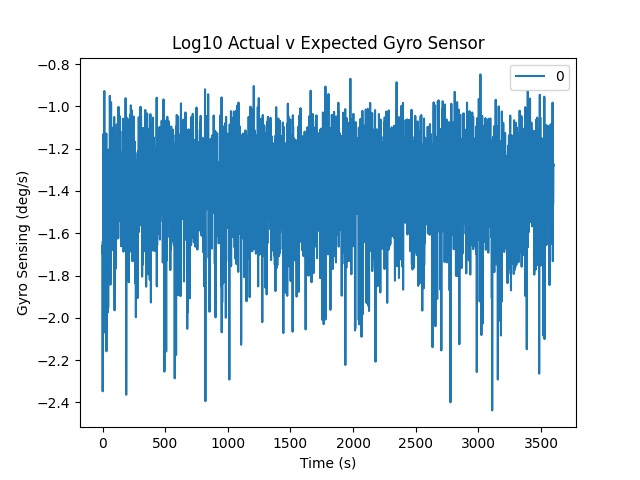 Log10 Actual v Expected Gyro Sensor
0
Gyro Sensing (deg/s)
−0.8
−1.0
−1.2
−1.4
−1.6
−1.8
−2.0
−2.2
−2.4
0 500 1000 1500 2000 2500 3000 3500
Time (s)